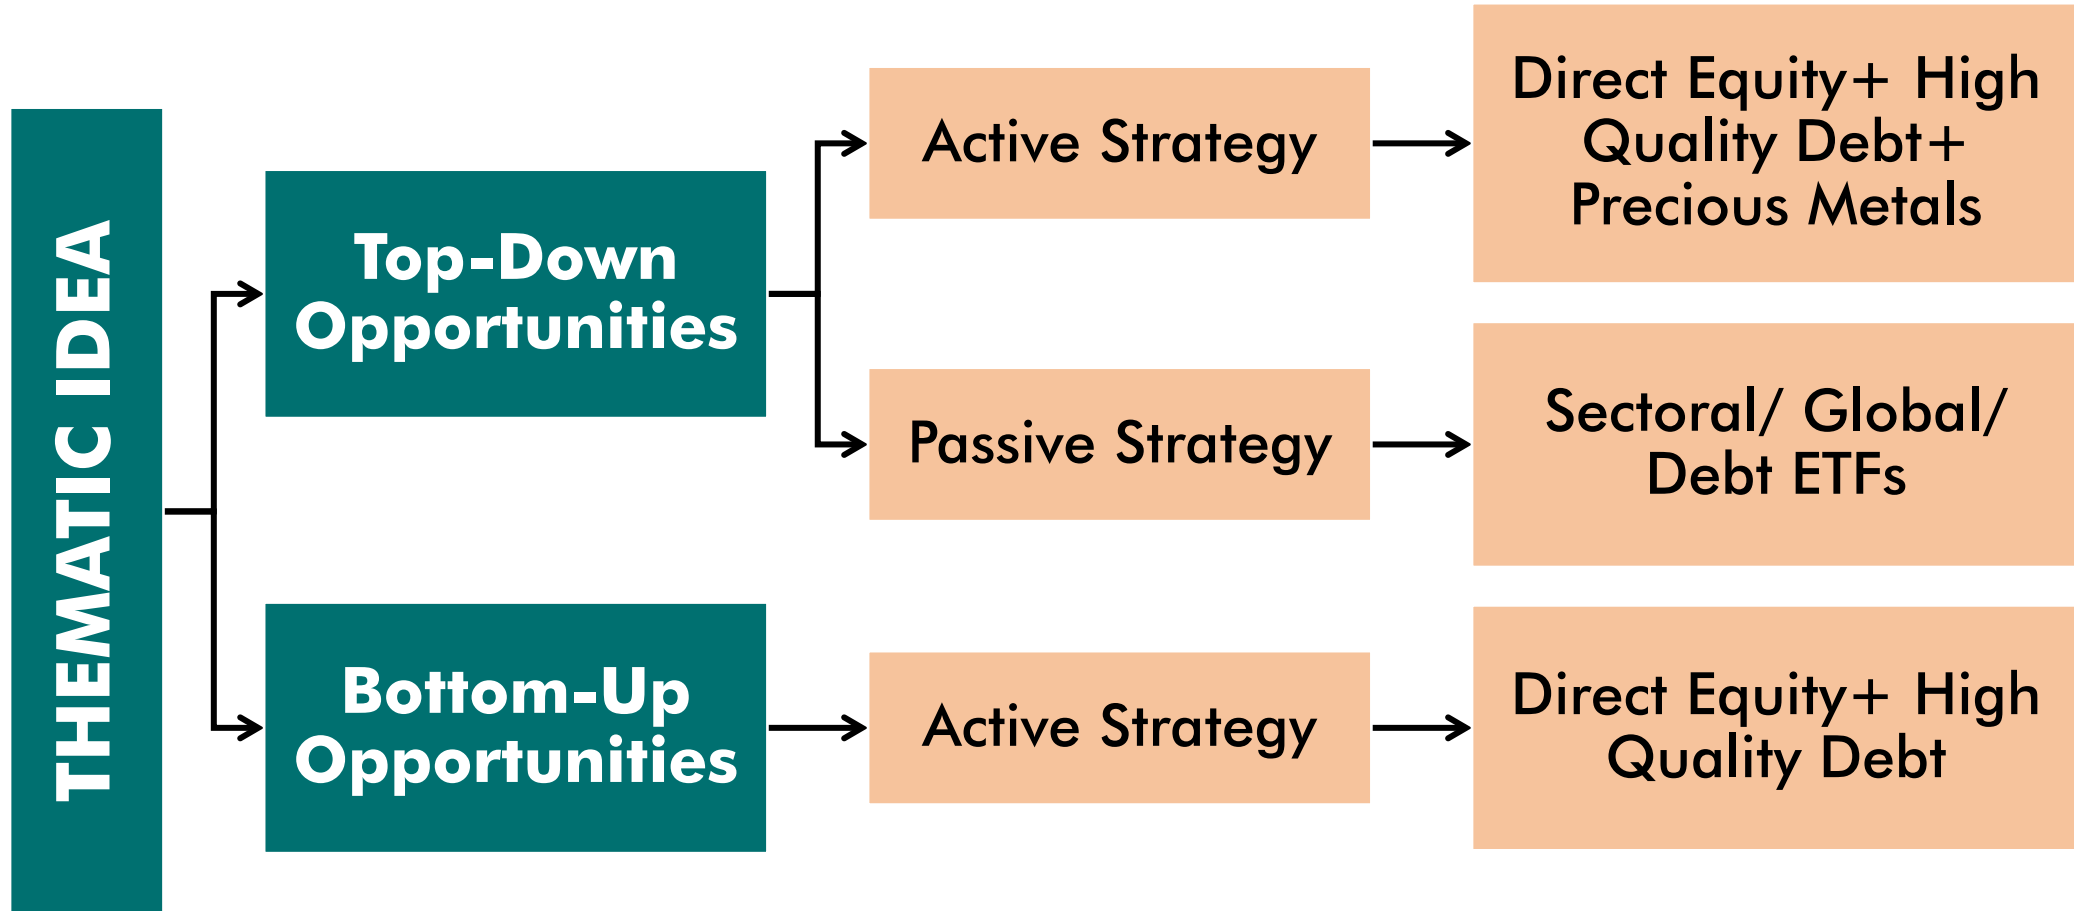 THEMATIC IDEA
Top-Down
Opportunities
Active Strategy
Direct Equity+ High
Quality Debt+
Precious Metals
Passive Strategy
Sectoral/ Global/
Debt ETFs
Bottom-Up
Opportunities
Active Strategy
Direct Equity+ High
Quality Debt